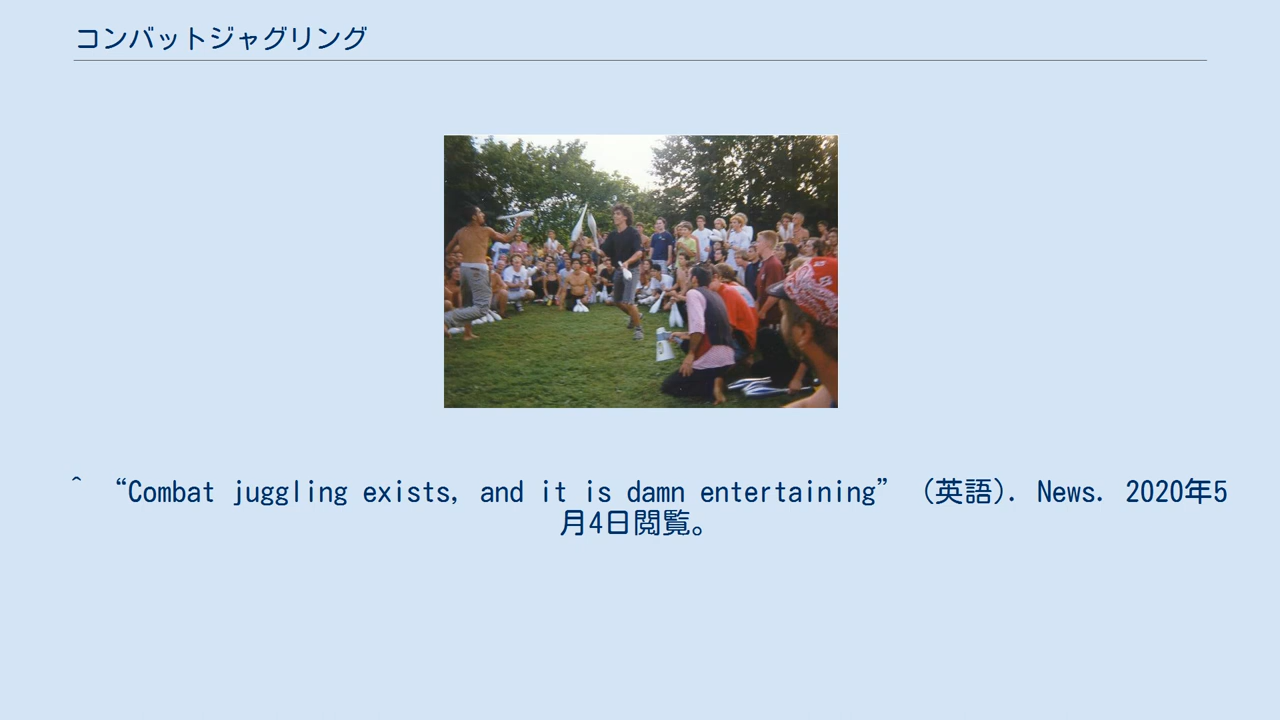 コンバットジャグリング
^ “Combat juggling exists, and it is damn entertaining” (英語). News. 2020年5
月4日閲覧。